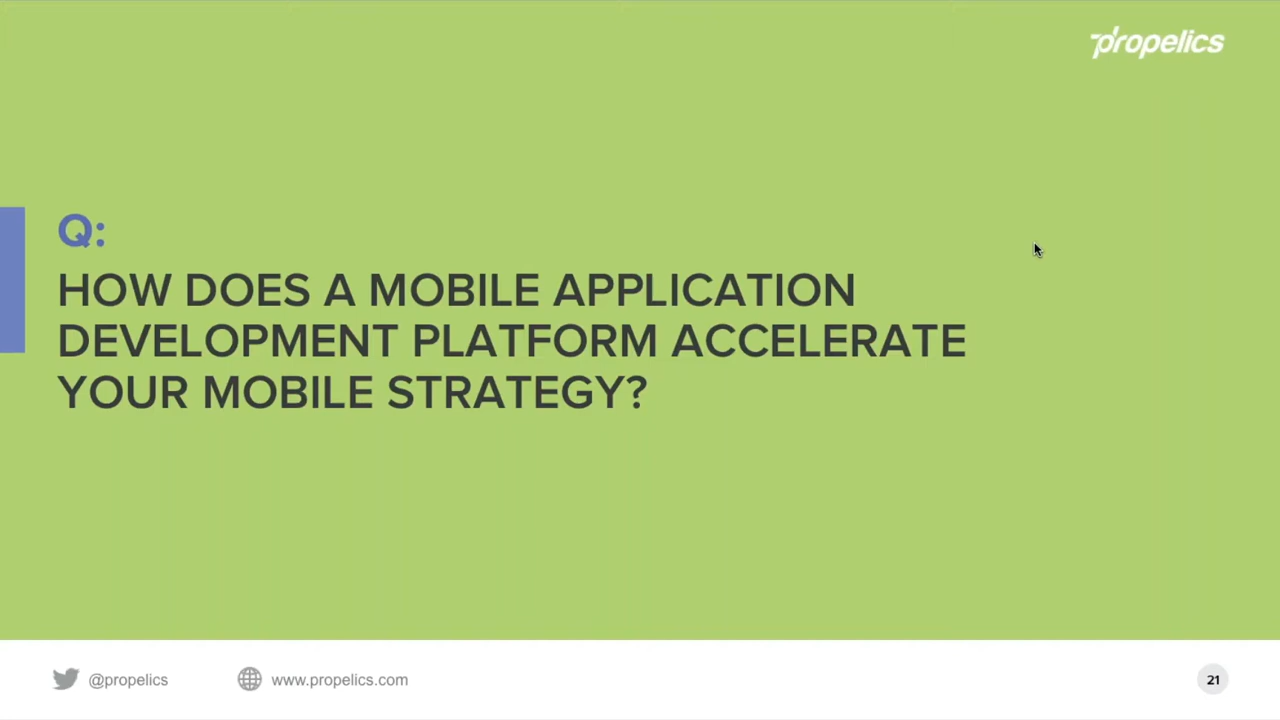 propelics
Q:
HOW DOES A MOBILE APPLICATION
DEVELOPMENT PLATFORM ACCELERATE
YOUR MOBILE STRATEGY?
@propelics
www.propelics.com
21